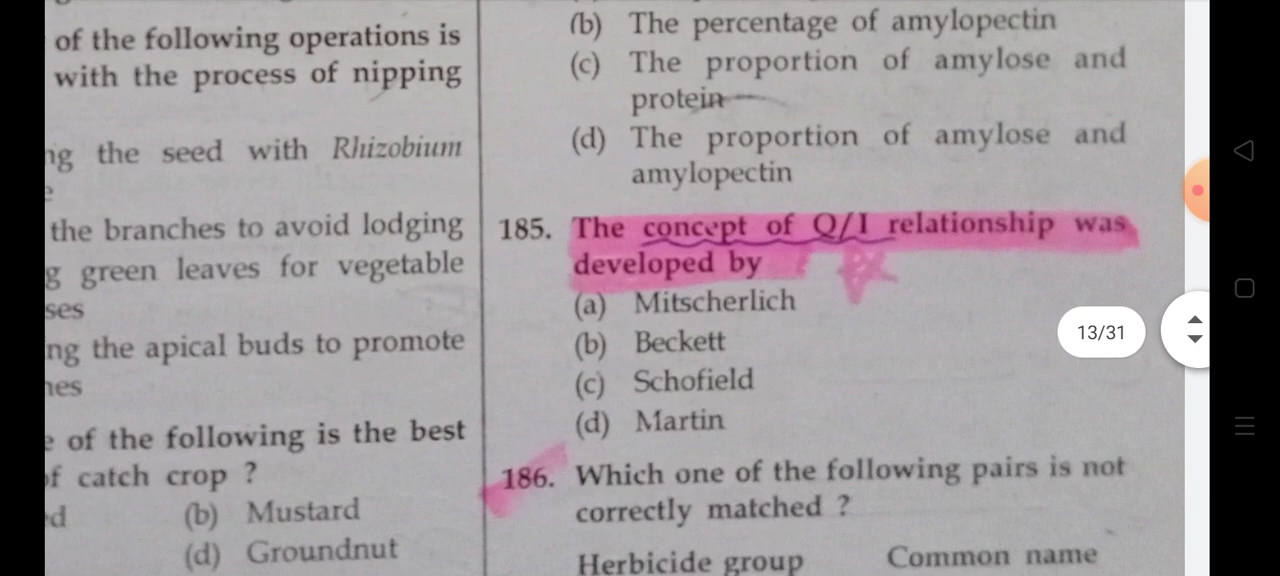 of the following operations is
with the process of nipping
the seed with Rhizobium
the branches to avoid lodging
green leaves for vegetable
the apical buds to promote
of the following is the best
catch crop ?
(b) Mustard
(d) Groundnut
(b) The percentage of amylopectin
(c) The proportion of amylose and
protein
(d) The proportion of amylose and
amylopectin
185. The concept of Q/I relationship was
developed by
(a) Mitscherlich
(b) Beckett
(c) Schofield
(d) Martin
186. Which one of the following pairs is not
correctly matched ?
Herbicide group Common name
13/31